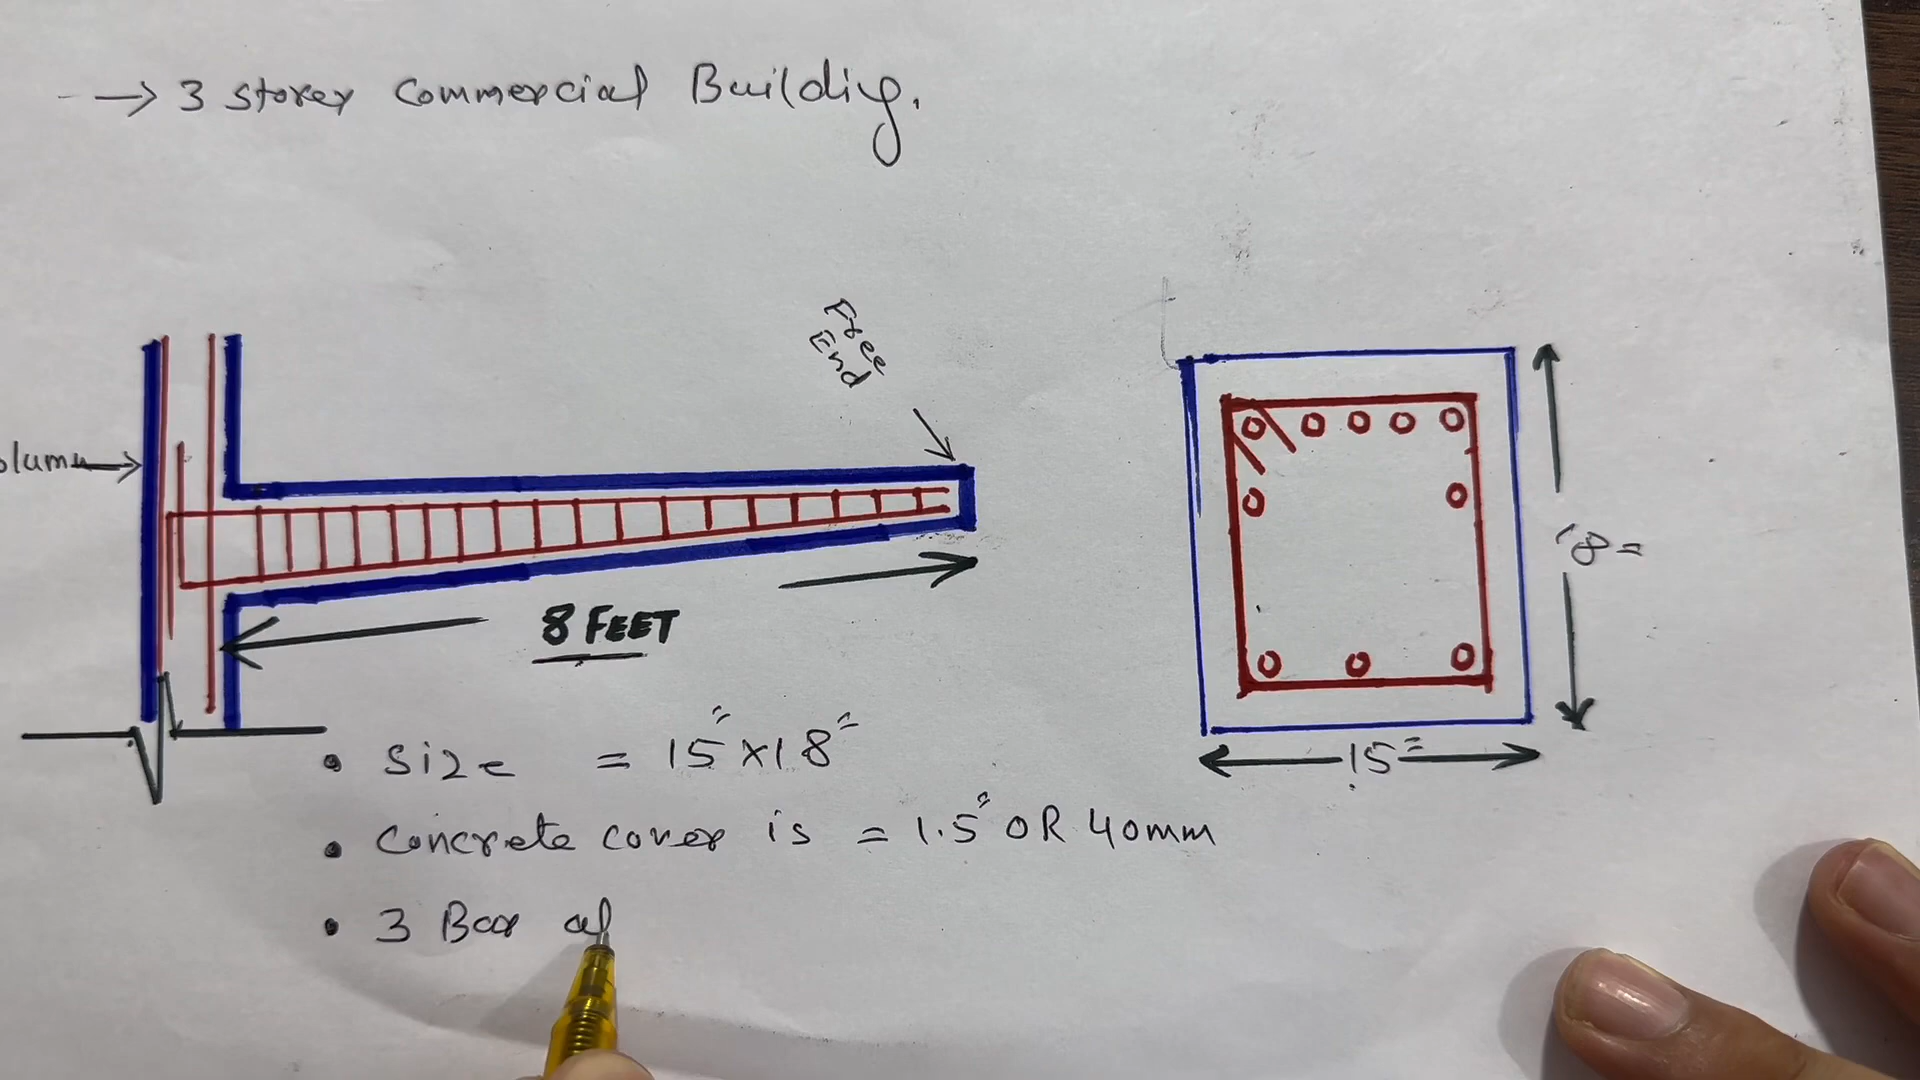 → 3 Storey Commercial Building.
Free
End
olumn
8 FEET
18"
15"
• Size = 15" x 18"
• Concrete cover is = 1.5" OR 40mm
• 3 Bar of